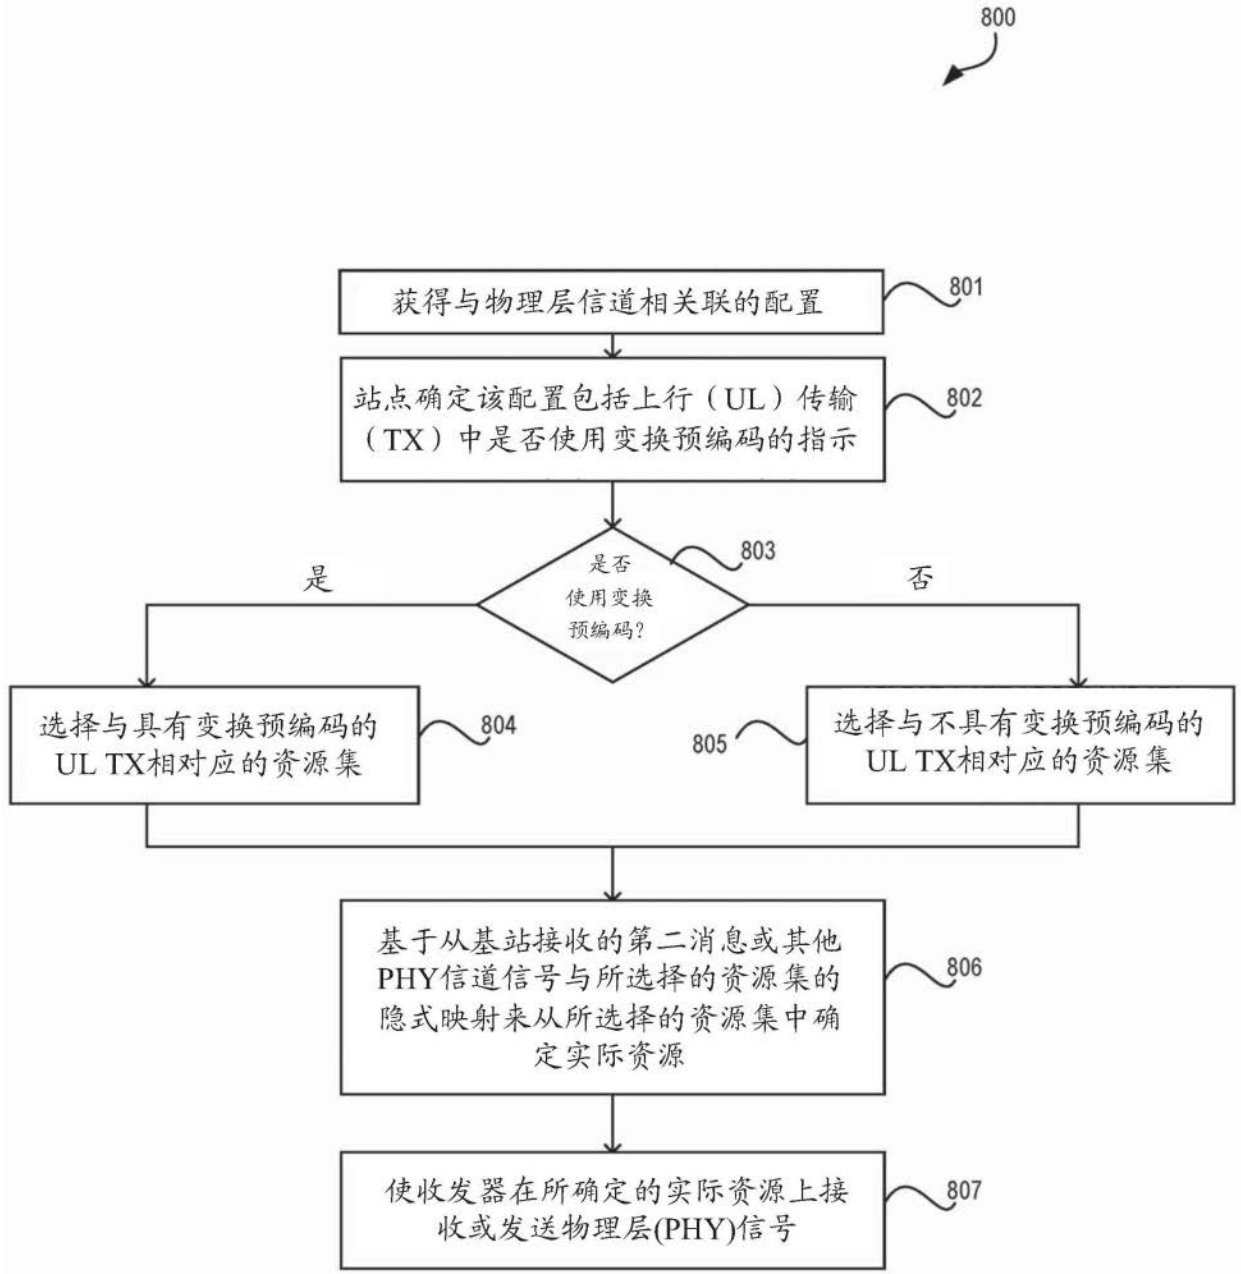 800
获得与物理层信道相关联的配置
801
站点确定该配置包括上行（UL）传输
（TX）中是否使用变换预编码的指示
802
是否
使用变换
预编码?
803
是
否
选择与具有变换预编码的
UL TX相对应的资源集
804
805
选择与不具有变换预编码的
UL TX相对应的资源集
基于从基站接收的第二消息或其他
PHY信道信号与所选择的资源集的
隐式映射来从所选择的资源集中确
定实际资源
806
使收发器在所确定的实际资源上接
收或发送物理层(PHY)信号
807